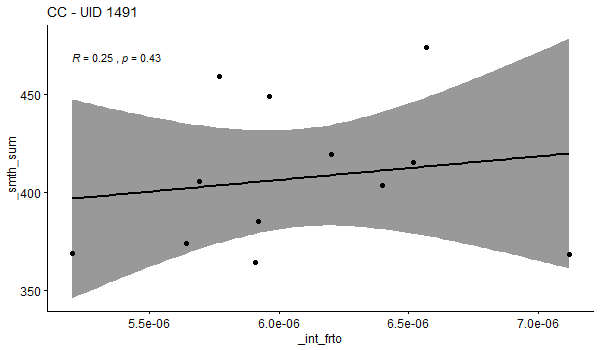 CC - UID 1491
R = 0.25 , p = 0.43
450
400
350
_smth_sum
5.5e-06 6.0e-06 6.5e-06 7.0e-06
_int_frto